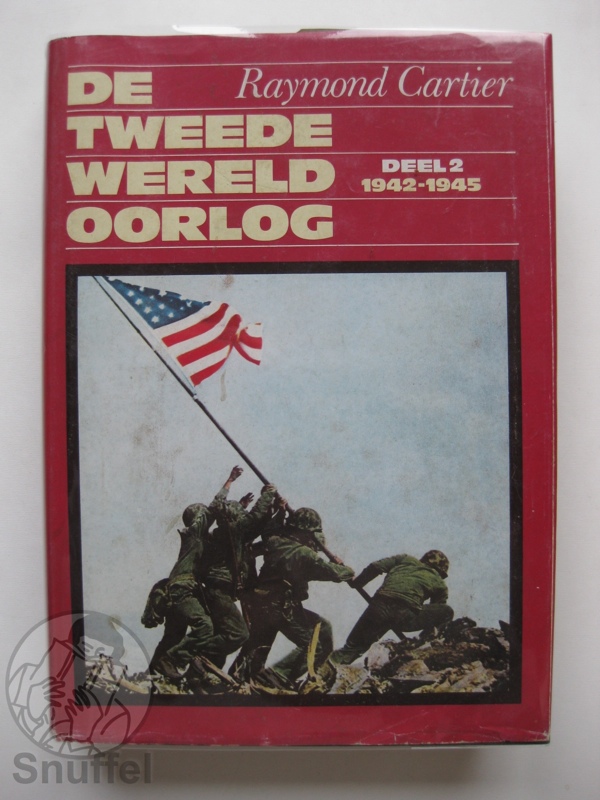 DE
Raymond Cartier
TWEEDE
WERELD
DEEL 2
1942-1945
OORLOG
Snuffel